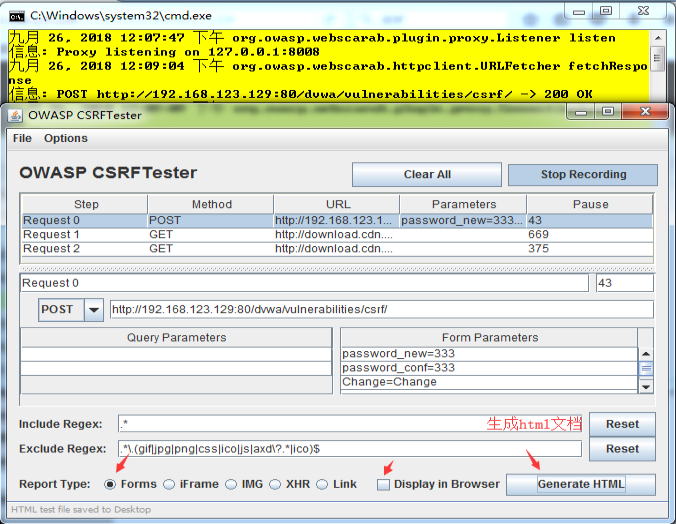 C:\Windows\system32\cmd.exe
九月 26, 2018 12:07:47 下午 org.owasp.webscarab.plugin.proxy.Listener listen
信息: Proxy listening on 127.0.0.1:8008
九月 26, 2018 12:09:04 下午 org.owasp.webscarab.httpclient.URLFetcher fetchRespo
nse
信息: POST http://192.168.123.129:80/dvwa/vulnerabilities/csrf/ -> 200 OK
OWASP CSRFTester
File Options
OWASP CSRFTester Clear All Stop Recording
Step Method URL Parameters Pause
Request 0 POST http://192.168.123.1... password_new=333... 43
Request 1 GET http://download.cdn.... 669
Request 2 GET http://download.cdn.... 375
Request 0 43
POST http://192.168.123.129:80/dvwa/vulnerabilities/csrf/
Query Parameters Form Parameters
password_new=333
password_conf=333
Change=Change
Include Regex: .* 生成html文档 Reset
Exclude Regex: .*\.(gif|jpg|png|css|ico|js|axd\?.*|ico)$ Reset
Report Type: Forms iFrame IMG XHR Link Display in Browser Generate HTML
HTML test file saved to Desktop